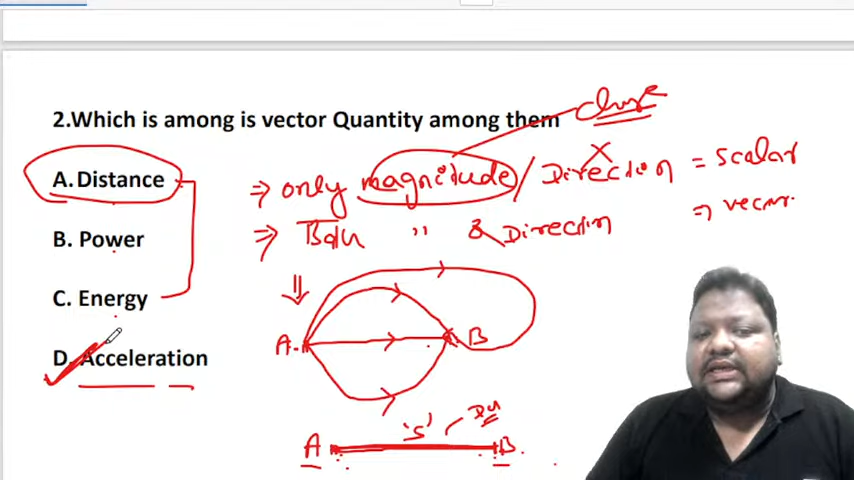 2.Which is among is vector Quantity among them
A. Distance
B. Power
C. Energy
D. Acceleration
⇒ only magnitude / Direction = scalar
⇒ Both " & Direction ⇒ vector
A B
'S'
A B